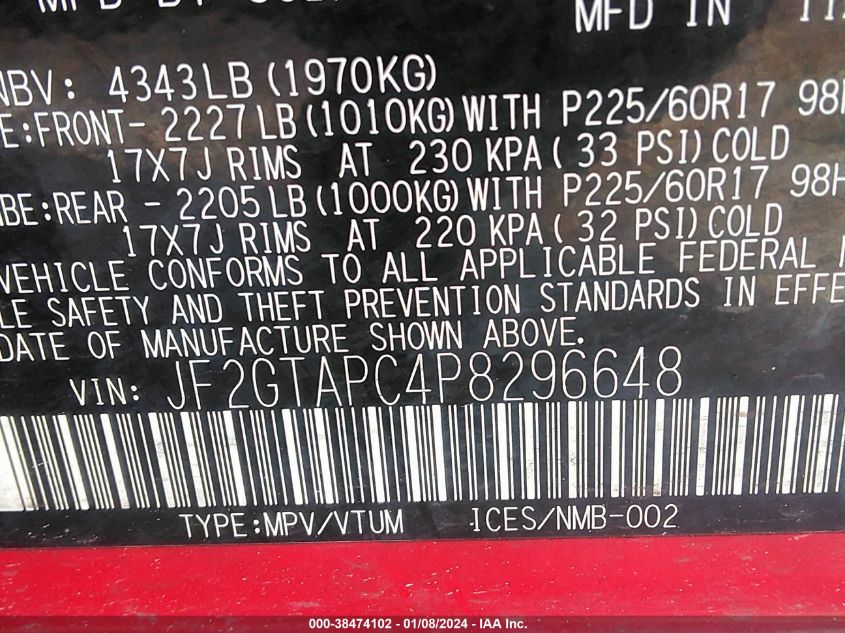 MFD IN
NBV: 4343LB (1970KG)
E:FRONT- 2227LB (1010KG) WITH P225/60R17 98H
17X7J RIMS AT 230 KPA ( 33 PSI) COLD
NBE:REAR - 2205LB (1000KG) WITH P225/60R17 98H
17X7J RIMS AT 220 KPA ( 32 PSI) COLD
VEHICLE CONFORMS TO ALL APPLICABLE FEDERAL
LE SAFETY AND THEFT PREVENTION STANDARDS IN EFFE
DATE OF MANUFACTURE SHOWN ABOVE.
VIN: JF2GTAPC4P8296648
TYPE:MPV/VTUM ICES/NMB-002
000-38474102 - 01/08/2024 - IAA Inc.